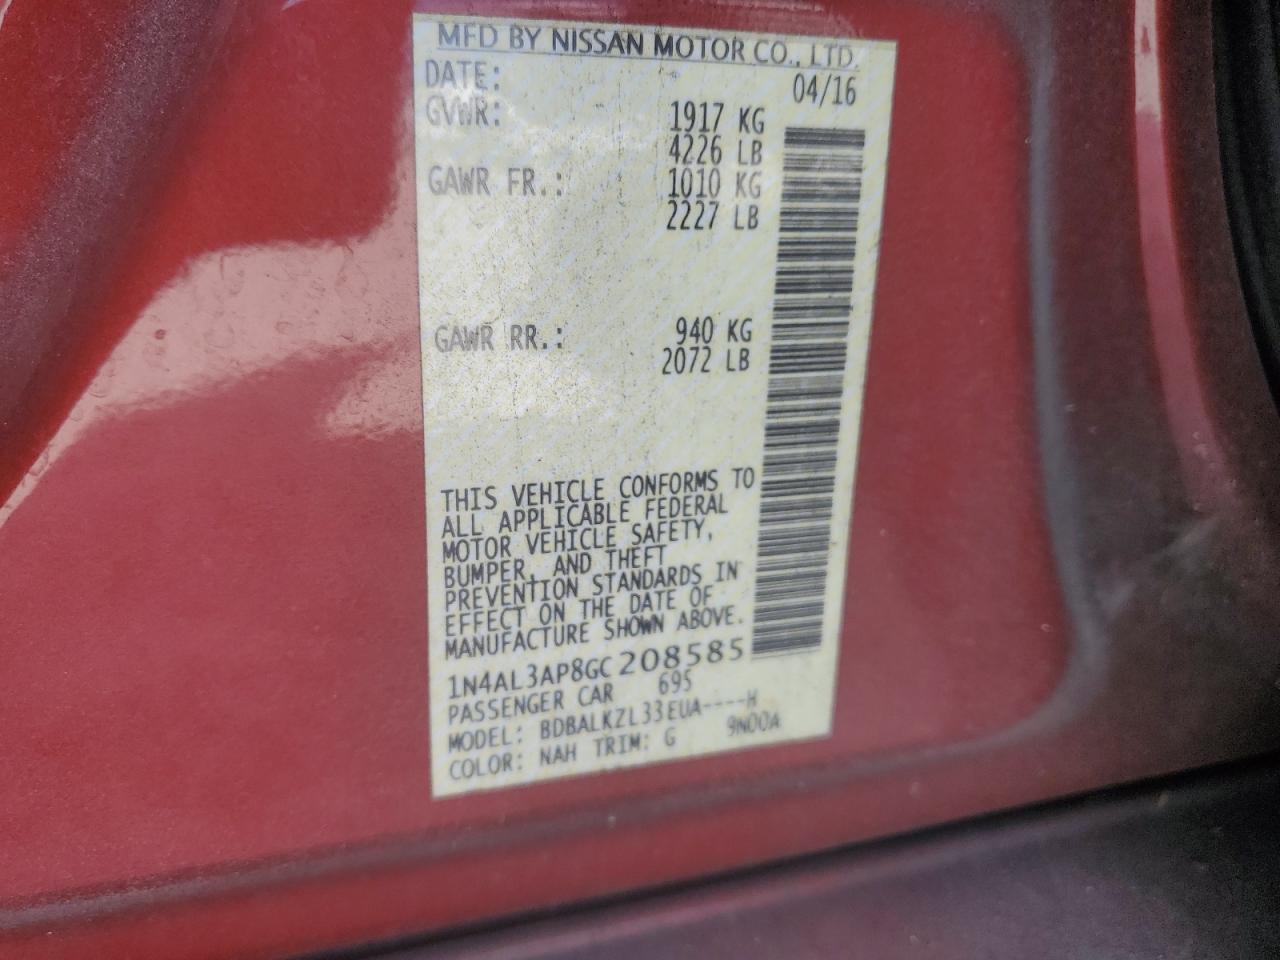 MFD BY NISSAN MOTOR CO., LTD.
DATE: 04/16
GVWR: 1917 KG
4226 LB
GAWR FR.: 1010 KG
2227 LB
GAWR RR.: 940 KG
2072 LB
THIS VEHICLE CONFORMS TO
ALL APPLICABLE FEDERAL
MOTOR VEHICLE SAFETY,
BUMPER, AND THEFT
PREVENTION STANDARDS IN
EFFECT ON THE DATE OF
MANUFACTURE SHOWN ABOVE.
1N4AL3AP8GC208585
PASSENGER CAR 695
MODEL: BDBALKZL33EUA----H
COLOR: NAH TRIM: G 9N00A